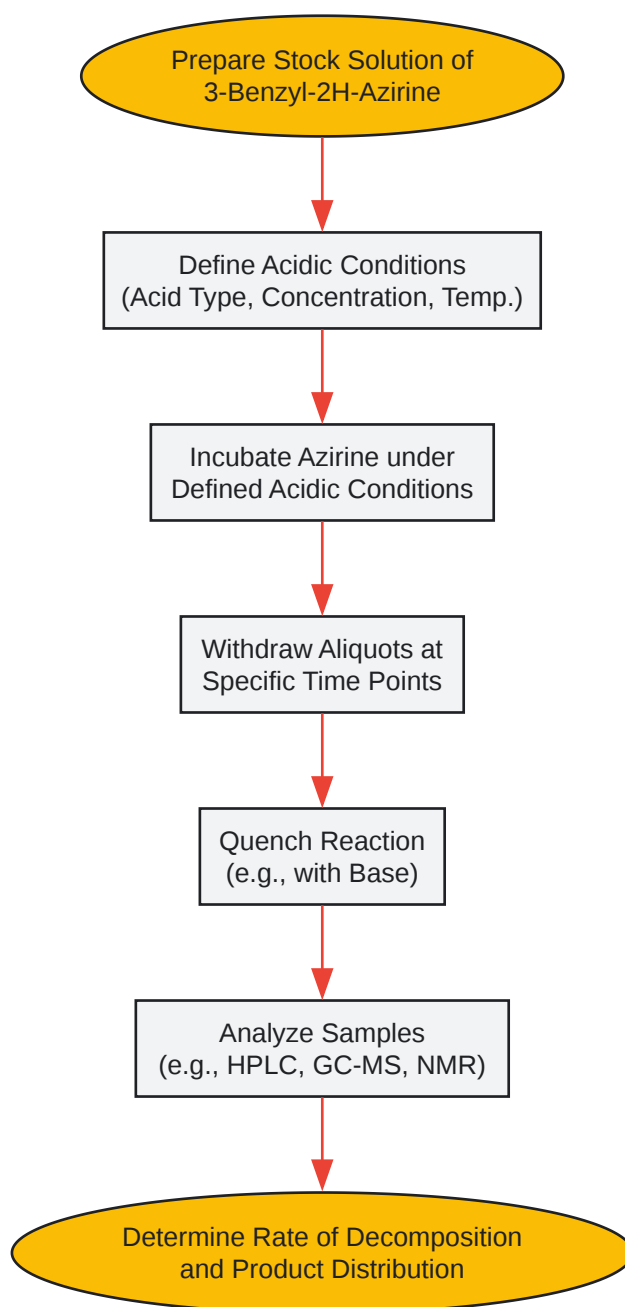 Prepare Stock Solution of
3-Benzyl-2H-Azirine
Define Acidic Conditions
(Acid Type, Concentration, Temp.)
Incubate Azirine under
Defined Acidic Conditions
Withdraw Aliquots at
Specific Time Points
Quench Reaction
(e.g., with Base)
Analyze Samples
(e.g., HPLC, GC-MS, NMR)
Determine Rate of Decomposition
and Product Distribution